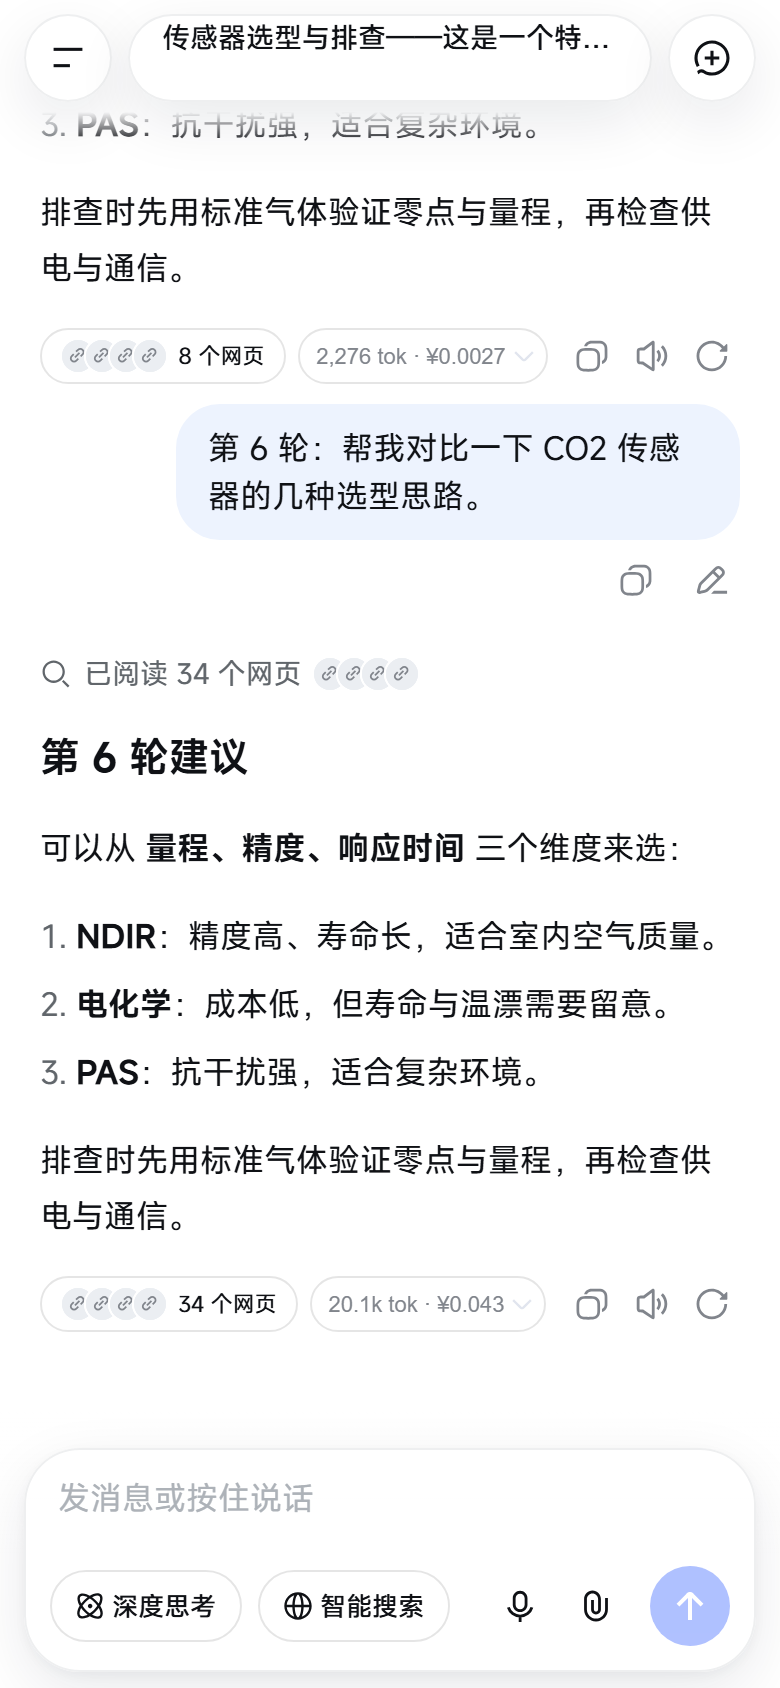 传感器选型与排查——这是一个特...
3. PAS：抗干扰强，适合复杂环境。
排查时先用标准气体验证零点与量程，再检查供
电与通信。
8 个网页
2,276 tok · ¥0.0027
第 6 轮：帮我对比一下 CO2 传感
器的几种选型思路。
已阅读 34 个网页
第 6 轮建议
可以从 量程、精度、响应时间 三个维度来选：
1. NDIR：精度高、寿命长，适合室内空气质量。
2. 电化学：成本低，但寿命与温漂需要留意。
3. PAS：抗干扰强，适合复杂环境。
排查时先用标准气体验证零点与量程，再检查供
电与通信。
34 个网页
20.1k tok · ¥0.043
发消息或按住说话
深度思考
智能搜索